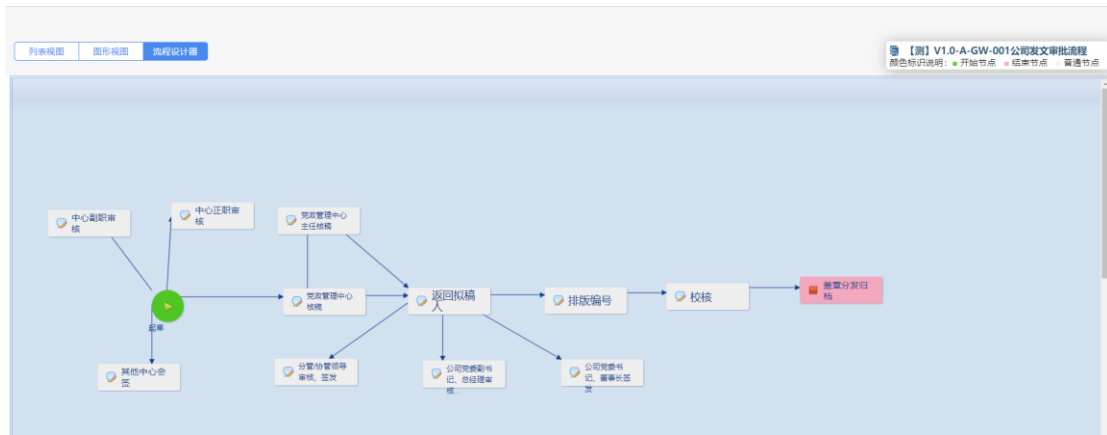 列表视图 图形视图 流程设计器
【测】V1.0-A-GW-001公司发文审批流程
颜色标识说明： 开始节点 结束节点 普通节点
中心副职审
核
中心正职审
核
党政管理中心
主任核稿
起草
党政管理中心
核稿
返回拟稿
人
排版编号
校核
盖章分发归
档
其他中心会
签
分管/协管领导
审核、签发
公司党委副书
记、总经理审
核...
公司党委书
记、董事长签
发